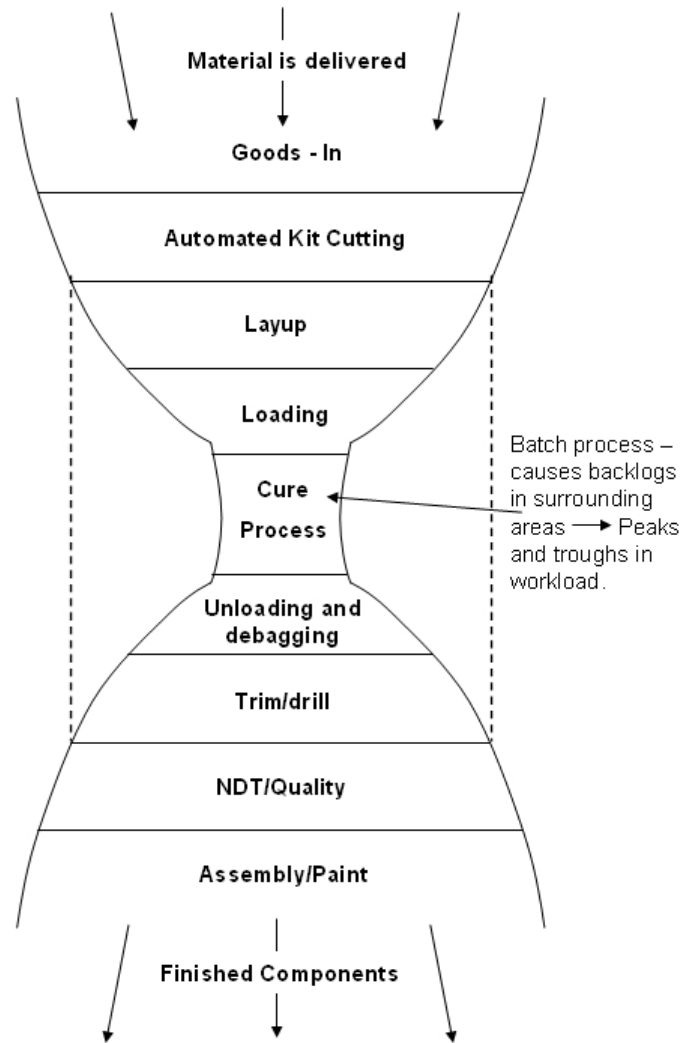 Material is delivered
Goods - In
Automated Kit Cutting
Layup
Loading
Cure
Process
Batch process –
causes backlogs
in surrounding
areas → Peaks
and troughs in
workload.
Unloading and
debagging
Trim/drill
NDT/Quality
Assembly/Paint
Finished Components